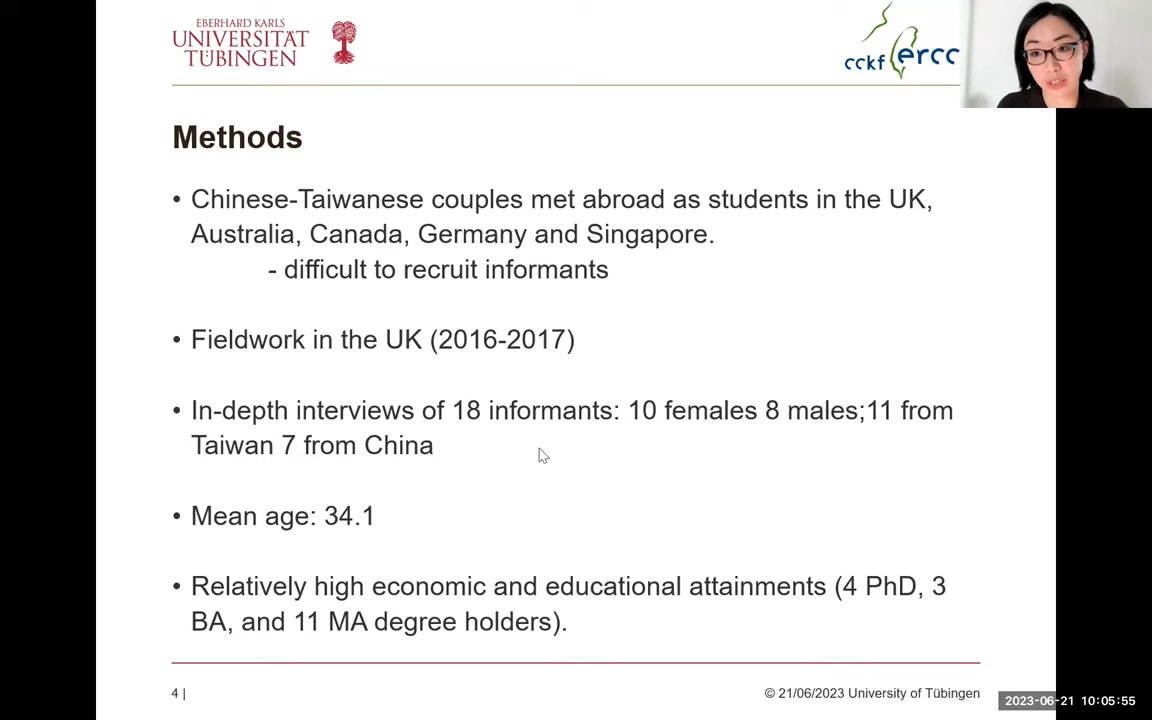 EBERHARD KARLS
UNIVERSITÄT
TÜBINGEN
cckf ercc
Methods
• Chinese-Taiwanese couples met abroad as students in the UK,
Australia, Canada, Germany and Singapore.
- difficult to recruit informants
• Fieldwork in the UK (2016-2017)
• In-depth interviews of 18 informants: 10 females 8 males;11 from
Taiwan 7 from China
• Mean age: 34.1
• Relatively high economic and educational attainments (4 PhD, 3
BA, and 11 MA degree holders).
4 |
© 21/06/2023 University of Tübingen
2023-06-21 10:05:55